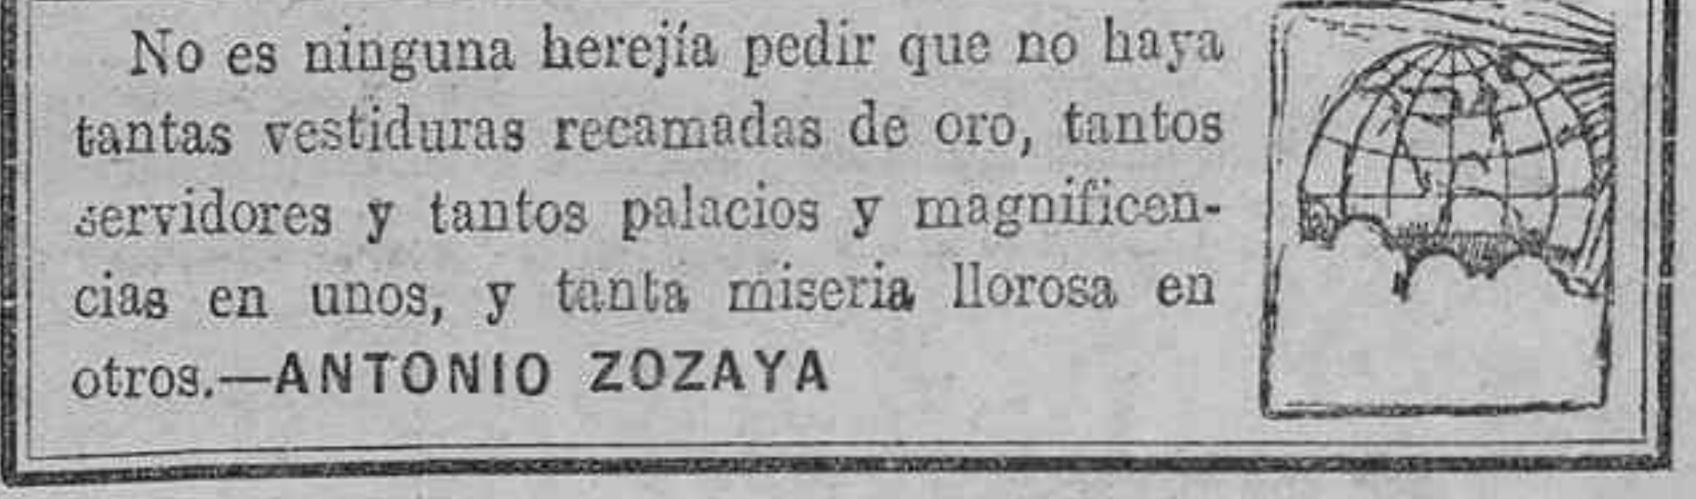 No es ninguna herejía pedir que no haya
tantas vestiduras recamadas de oro, tantos
servidores y tantos palacios y magnificen-
cias en unos, y tanta miseria llorosa en
otros.—ANTONIO ZOZAYA